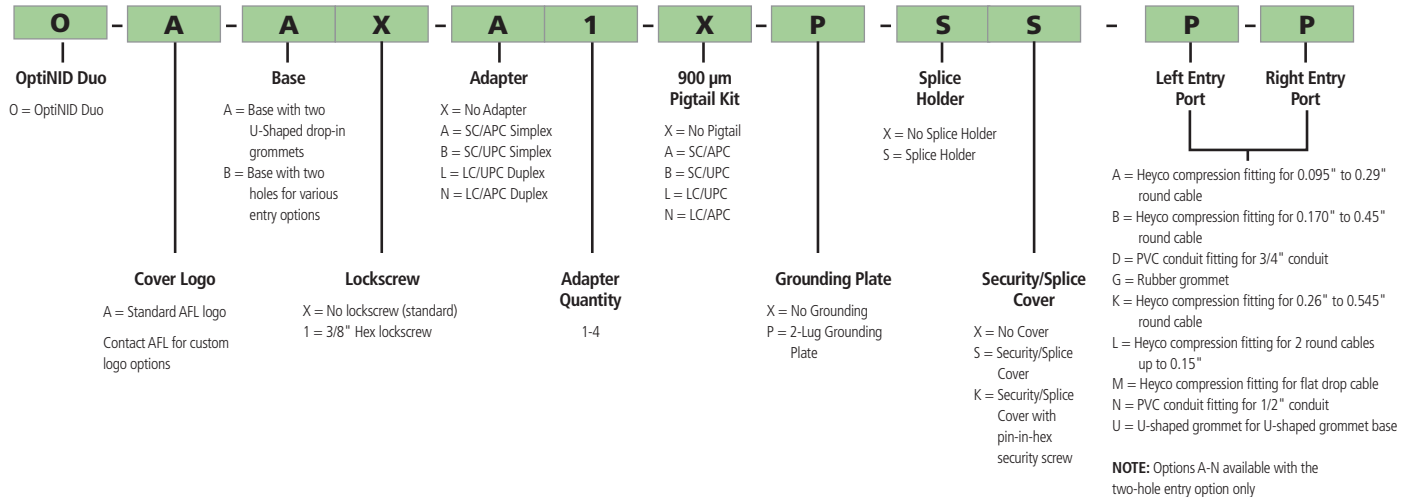 O – A – A X – A 1 – X – P – S S – P – P
OptiNID Duo
O = OptiNID Duo
Cover Logo
A = Standard AFL logo
Contact AFL for custom
logo options
Base
A = Base with two
U-Shaped drop-in
grommets
B = Base with two
holes for various
entry options
Lockscrew
X = No lockscrew (standard)
1 = 3/8" Hex lockscrew
Adapter
X = No Adapter
A = SC/APC Simplex
B = SC/UPC Simplex
L = LC/UPC Duplex
N = LC/APC Duplex
Adapter
Quantity
1-4
900 µm
Pigtail Kit
X = No Pigtail
A = SC/APC
B = SC/UPC
L = LC/UPC
N = LC/APC
Grounding Plate
X = No Grounding
P = 2-Lug Grounding
Plate
Splice
Holder
X = No Splice Holder
S = Splice Holder
Security/Splice
Cover
X = No Cover
S = Security/Splice
Cover
K = Security/Splice
Cover with
pin-in-hex
security screw
Left Entry
Port
Right Entry
Port
A = Heyco compression fitting for 0.095" to 0.29"
round cable
B = Heyco compression fitting for 0.170" to 0.45"
round cable
D = PVC conduit fitting for 3/4" conduit
G = Rubber grommet
K = Heyco compression fitting for 0.26" to 0.545"
round cable
L = Heyco compression fitting for 2 round cables
up to 0.15"
M = Heyco compression fitting for flat drop cable
N = PVC conduit fitting for 1/2" conduit
U = U-shaped grommet for U-shaped grommet base
NOTE: Options A-N available with the
two-hole entry option only